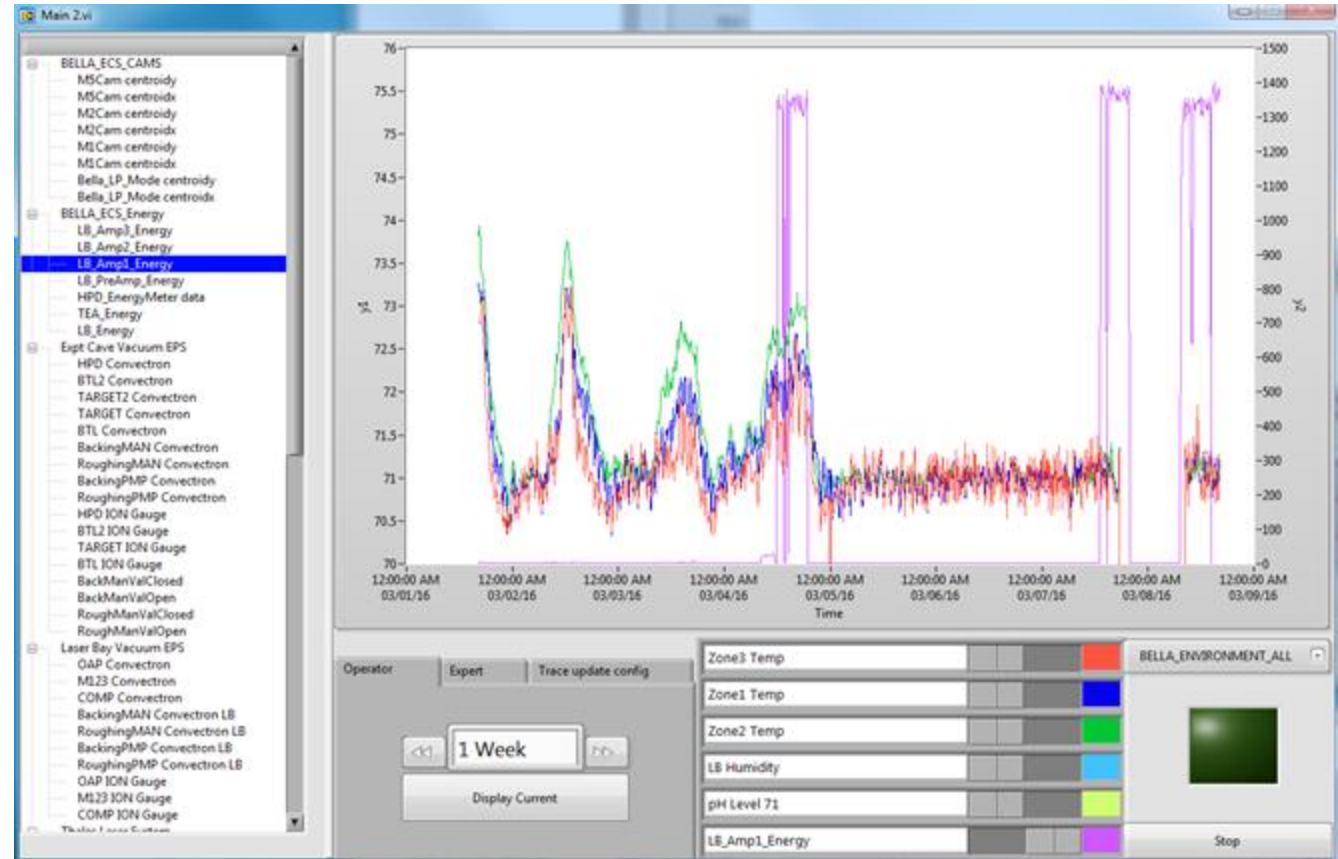 Main 2.vi
BELLA_ECS_CAMS
M5Cam centroidy
M5Cam centroidx
M2Cam centroidy
M2Cam centroidx
M1Cam centroidy
M1Cam centroidx
Bella_LP_Mode centroidy
Bella_LP_Mode centroidx
BELLA_ECS_Energy
LB_Amp3_Energy
LB_Amp2_Energy
LB_Amp1_Energy
LB_PreAmp_Energy
HPD_EnergyMeter data
TEA_Energy
LB_Energy
Expt Cave Vacuum EPS
HPD Convectron
BTL2 Convectron
TARGET2 Convectron
TARGET Convectron
BTL Convectron
BackingMAN Convectron
RoughingMAN Convectron
BackingPMP Convectron
RoughingPMP Convectron
HPD ION Gauge
BTL2 ION Gauge
TARGET ION Gauge
BTL ION Gauge
BackManValClosed
BackManValOpen
RoughManValClosed
RoughManValOpen
Laser Bay Vacuum EPS
OAP Convectron
M123 Convectron
COMP Convectron
BackingMAN Convectron LB
RoughingMAN Convectron LB
BackingPMP Convectron LB
RoughingPMP Convectron LB
OAP ION Gauge
M123 ION Gauge
COMP ION Gauge
Thales Laser System
76
75.5
75
74.5
74
73.5
73
72.5
72
71.5
71
70.5
70
y1
1500
1400
1300
1200
1100
1000
900
800
700
600
500
400
300
200
100
0
y2
12:00:00 AM 12:00:00 AM 12:00:00 AM 12:00:00 AM 12:00:00 AM 12:00:00 AM 12:00:00 AM 12:00:00 AM 12:00:00 AM
03/01/16 03/02/16 03/03/16 03/04/16 03/05/16 03/06/16 03/07/16 03/08/16 03/09/16
Time
Operator Expert Trace update config
1 Week
Display Current
Zone3 Temp
Zone1 Temp
Zone2 Temp
LB Humidity
pH Level 71
LB_Amp1_Energy
BELLA_ENVIRONMENT_ALL
Stop